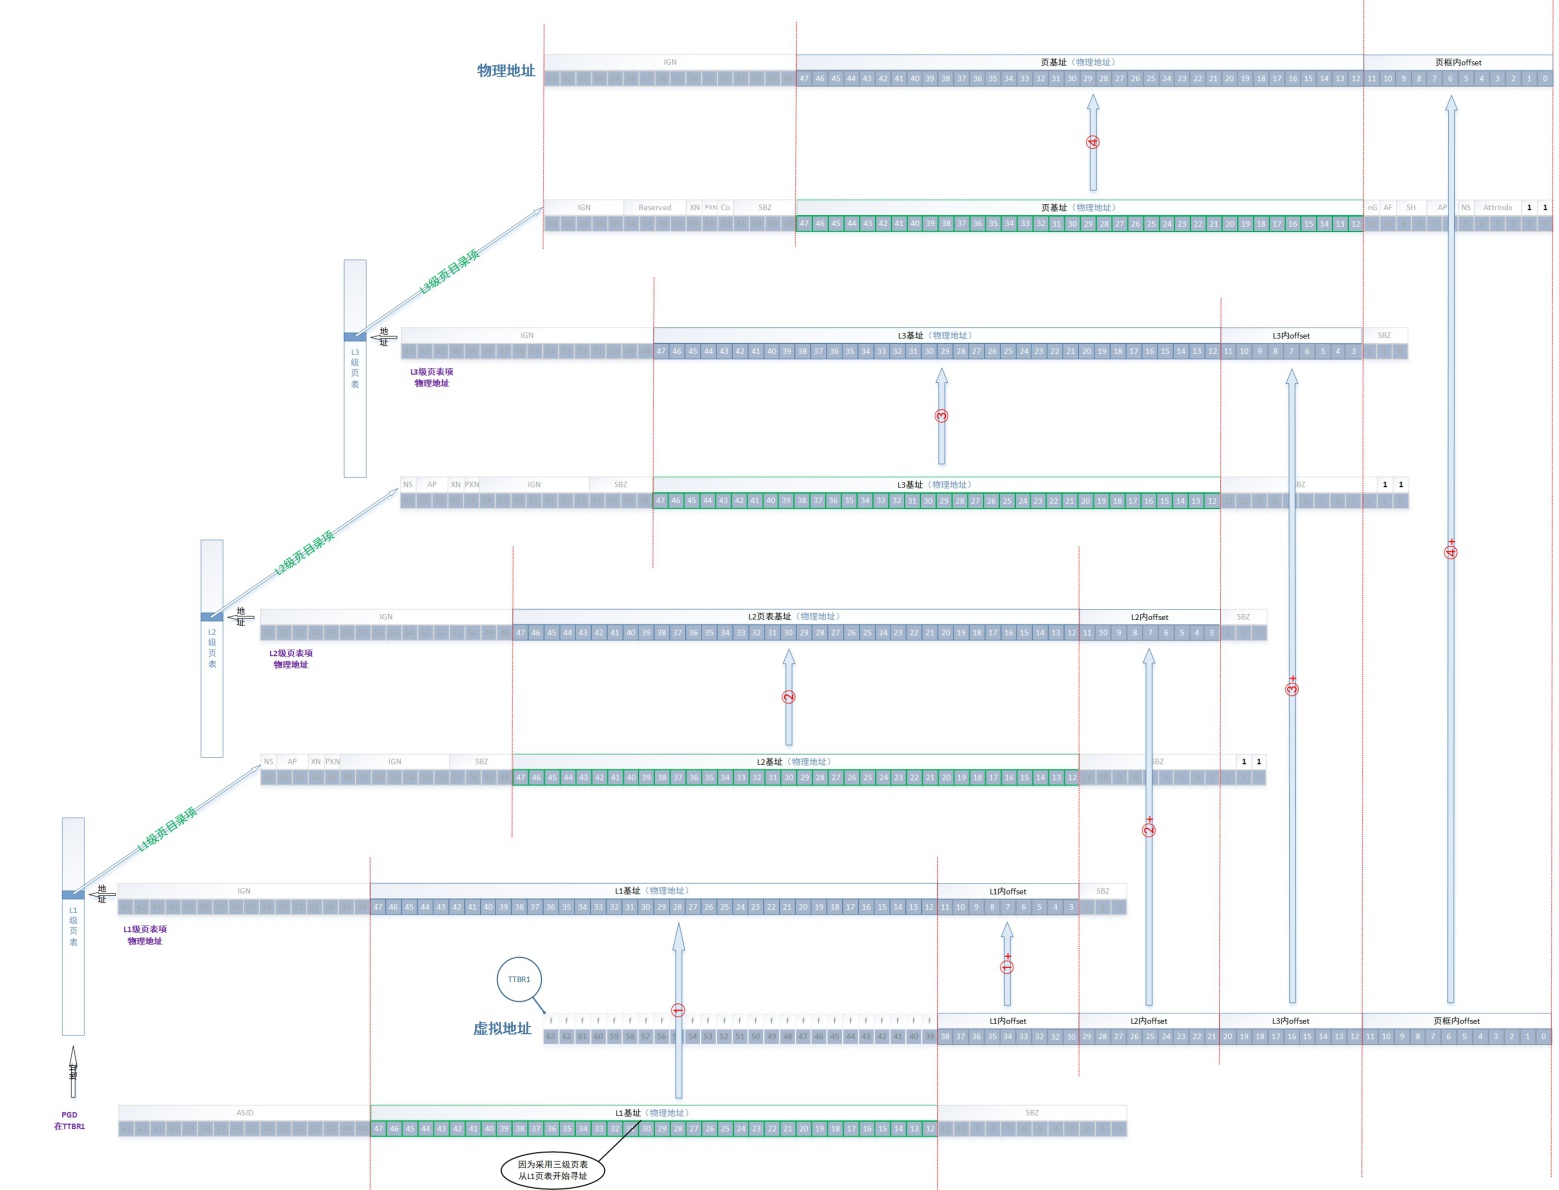 IGN 页基址（物理地址） 页框内offset
物理地址
47 46 45 44 43 42 41 40 39 38 37 36 35 34 33 32 31 30 29 28 27 26 25 24 23 22 21 20 19 18 17 16 15 14 13 12 11 10 9 8 7 6 5 4 3 2 1 0
④
IGN Reserved XN PXN Co SBZ 页基址（物理地址） nG AF SH AP NS AttrIndx 1 1
47 46 45 44 43 42 41 40 39 38 37 36 35 34 33 32 31 30 29 28 27 26 25 24 23 22 21 20 19 18 17 16 15 14 13 12
L3级页目录项
地址
L3级页表
IGN L3基址（物理地址） L3内offset SBZ
47 46 45 44 43 42 41 40 39 38 37 36 35 34 33 32 31 30 29 28 27 26 25 24 23 22 21 20 19 18 17 16 15 14 13 12 11 10 9 8 7 6 5 4 3
L3级页表项
物理地址
③
NS AP XN PXN IGN SBZ L3基址（物理地址） SBZ 1 1
47 46 45 44 43 42 41 40 39 38 37 36 35 34 33 32 31 30 29 28 27 26 25 24 23 22 21 20 19 18 17 16 15 14 13 12
L2级页目录项
④+
地址
L2级页表
IGN L2页表基址（物理地址） L2内offset SBZ
47 46 45 44 43 42 41 40 39 38 37 36 35 34 33 32 31 30 29 28 27 26 25 24 23 22 21 20 19 18 17 16 15 14 13 12 11 10 9 8 7 6 5 4 3
L2级页表项
物理地址
②
③+
NS AP XN PXN IGN SBZ L2基址（物理地址） SBZ 1 1
47 46 45 44 43 42 41 40 39 38 37 36 35 34 33 32 31 30 29 28 27 26 25 24 23 22 21 20 19 18 17 16 15 14 13 12
L1级页目录项
②+
地址
L1级页表
IGN L1基址（物理地址） L1内offset SBZ
47 46 45 44 43 42 41 40 39 38 37 36 35 34 33 32 31 30 29 28 27 26 25 24 23 22 21 20 19 18 17 16 15 14 13 12 11 10 9 8 7 6 5 4 3
L1级页表项
物理地址
①+
TTBR1
①
虚拟地址
f f f f f f f f f f f f f f f f f f f f f f f f L1内offset L2内offset L3内offset 页框内offset
63 62 61 60 59 58 57 56 54 53 52 51 50 49 48 47 46 45 44 43 42 41 40 39 38 37 36 35 34 33 32 31 30 29 28 27 26 25 24 23 22 21 20 19 18 17 16 15 14 13 12 11 10 9 8 7 6 5 4 3 2 1 0
PGD
在TTBR1
ASID L1基址（物理地址） SBZ
47 46 45 44 43 42 41 40 39 38 37 36 35 34 33 32 31 30 29 28 27 26 25 24 23 22 21 20 19 18 17 16 15 14 13 12
因为采用三级页表
从L1页表开始寻址